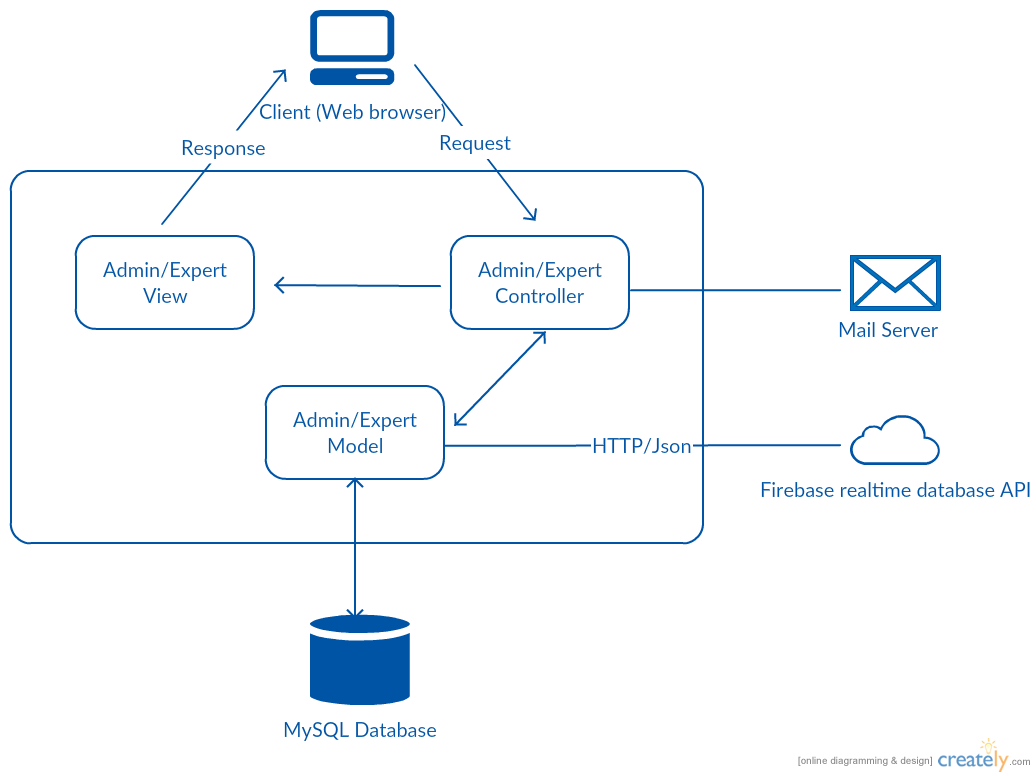 Client (Web browser)
Response
Request
Admin/Expert
View
Admin/Expert
Controller
Mail Server
Admin/Expert
Model
HTTP/Json
Firebase realtime database API
MySQL Database
[online diagramming & design] creately.com